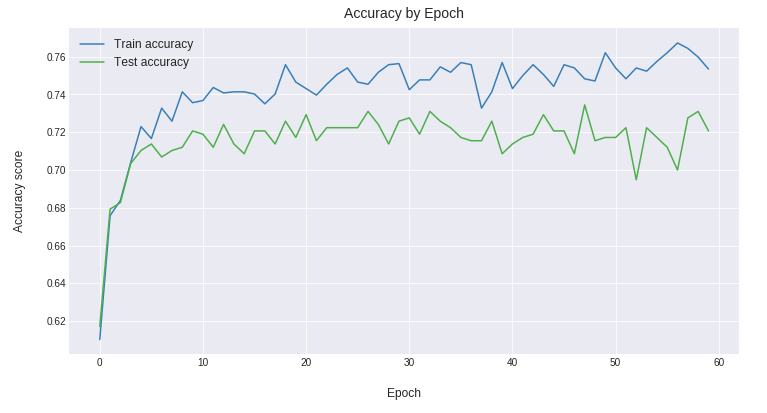 Accuracy by Epoch
Train accuracy
Test accuracy
Accuracy score
0.76
0.74
0.72
0.70
0.68
0.66
0.64
0.62
0 10 20 30 40 50 60
Epoch